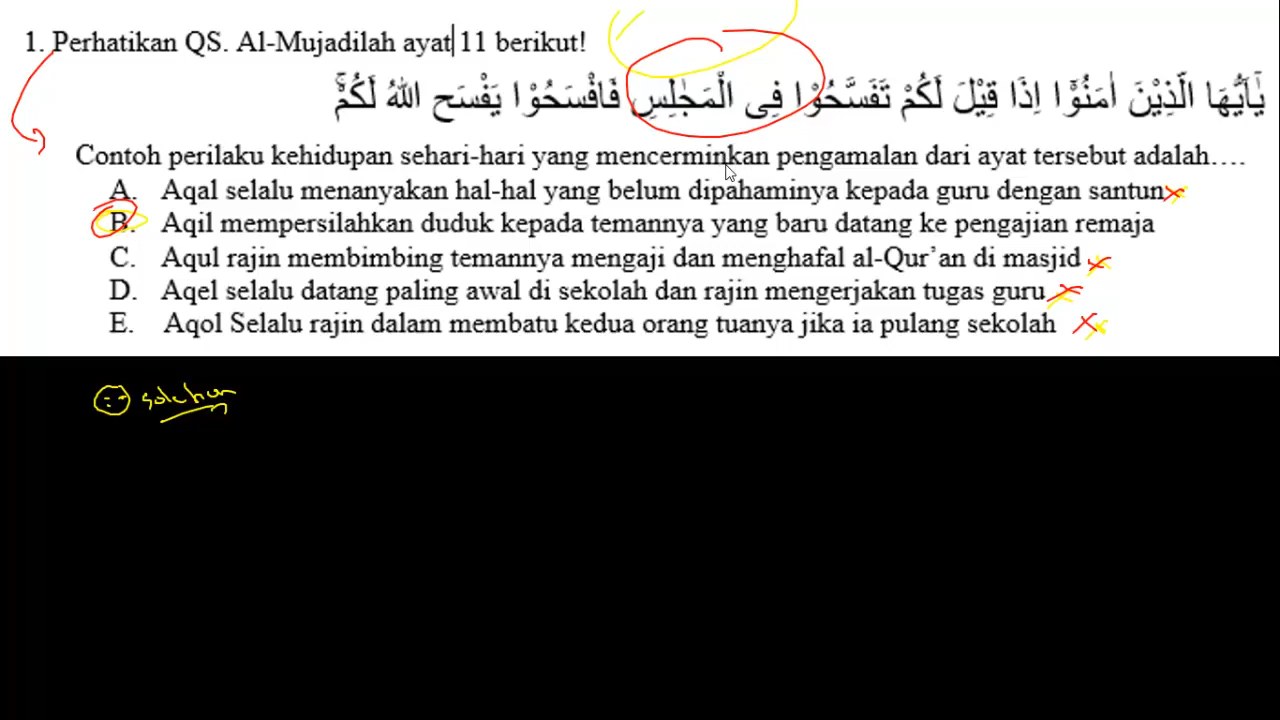 1. Perhatikan QS. Al-Mujadilah ayat 11 berikut!
يٰٓاَيُّهَا الَّذِيْنَ اٰمَنُوْٓا اِذَا قِيْلَ لَكُمْ تَفَسَّحُوْا فِى الْمَجٰلِسِ فَافْسَحُوْا يَفْسَحِ اللّٰهُ لَكُمْۚ
Contoh perilaku kehidupan sehari-hari yang mencerminkan pengamalan dari ayat tersebut adalah....
A. Aqal selalu menanyakan hal-hal yang belum dipahaminya kepada guru dengan santun
B. Aqil mempersilahkan duduk kepada temannya yang baru datang ke pengajian remaja
C. Aqul rajin membimbing temannya mengaji dan menghafal al-Qur’an di masjid
D. Aqel selalu datang paling awal di sekolah dan rajin mengerjakan tugas guru
E. Aqol Selalu rajin dalam membatu kedua orang tuanya jika ia pulang sekolah